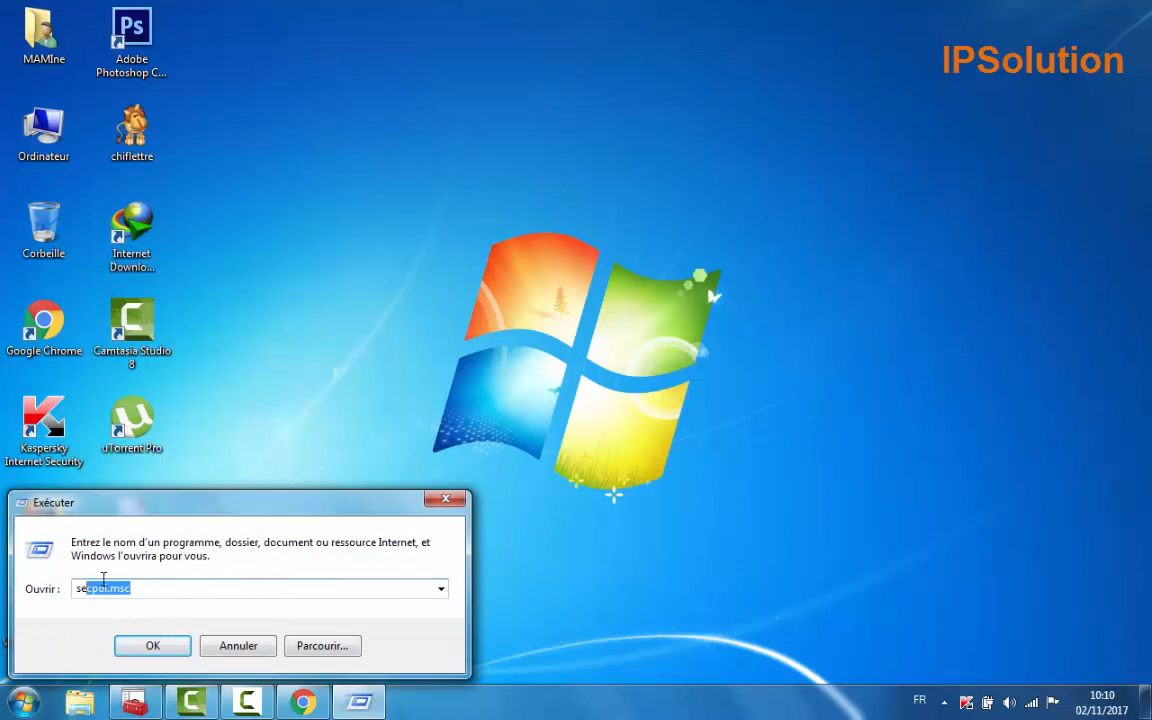 IPSolution
MAMIne
Adobe
Photoshop C...
Ps
Ordinateur
chiflettre
Corbeille
Internet
Downlo...
Google Chrome
Camtasia Studio
8
Kaspersky
Internet Security
uTorrent Pro
Exécuter
Entrez le nom d'un programme, dossier, document ou ressource Internet, et
Windows l'ouvrira pour vous.
Ouvrir :
secpol.msc
OK
Annuler
Parcourir...
FR
10:10
02/11/2017